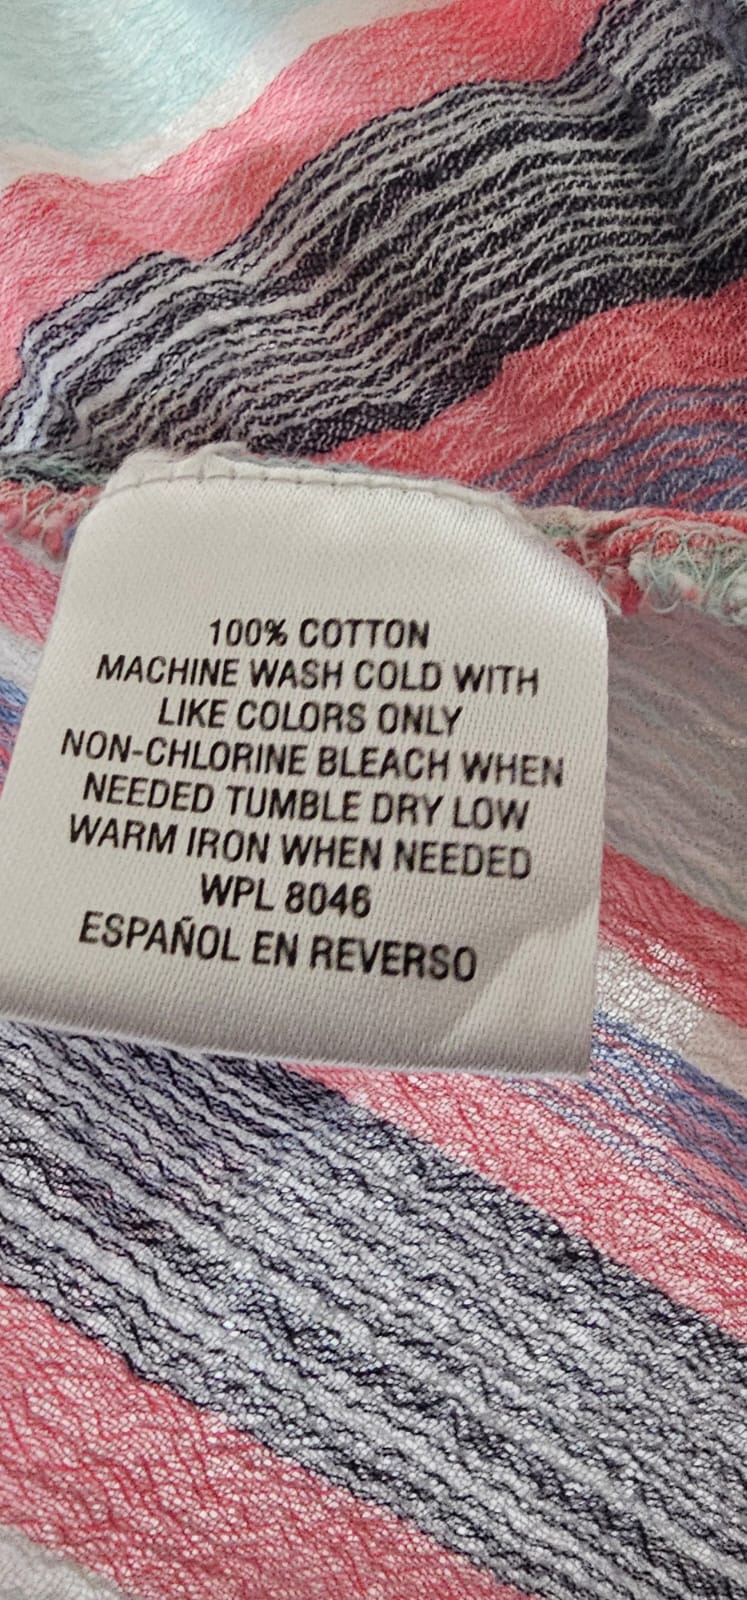 100% COTTON
MACHINE WASH COLD WITH
LIKE COLORS ONLY
NON-CHLORINE BLEACH WHEN
NEEDED TUMBLE DRY LOW
WARM IRON WHEN NEEDED
WPL 8046
ESPAÑOL EN REVERSO